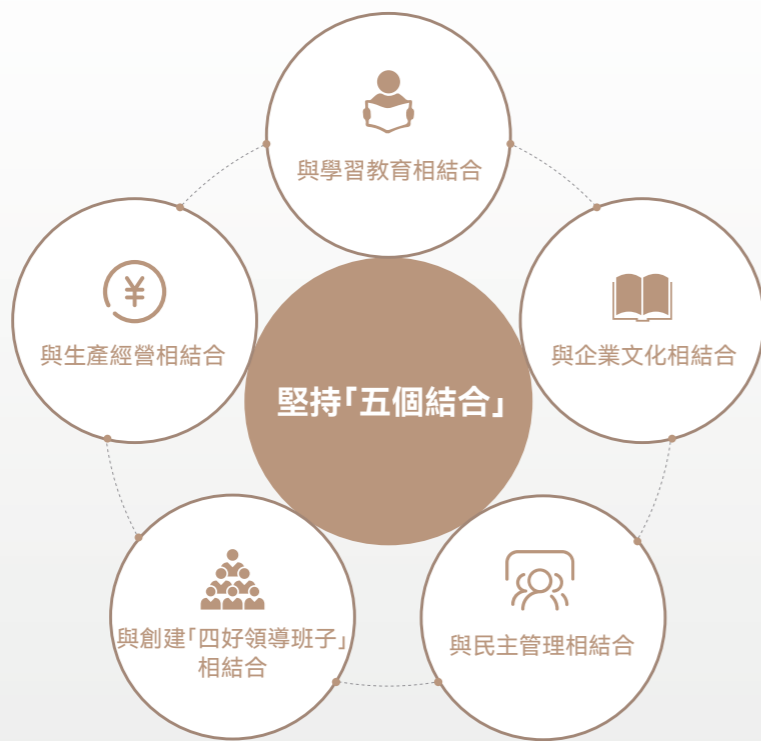 與學習教育相結合
與企業文化相結合
與民主管理相結合
與創建「四好領導班子」
相結合
與生產經營相結合
堅持「五個結合」